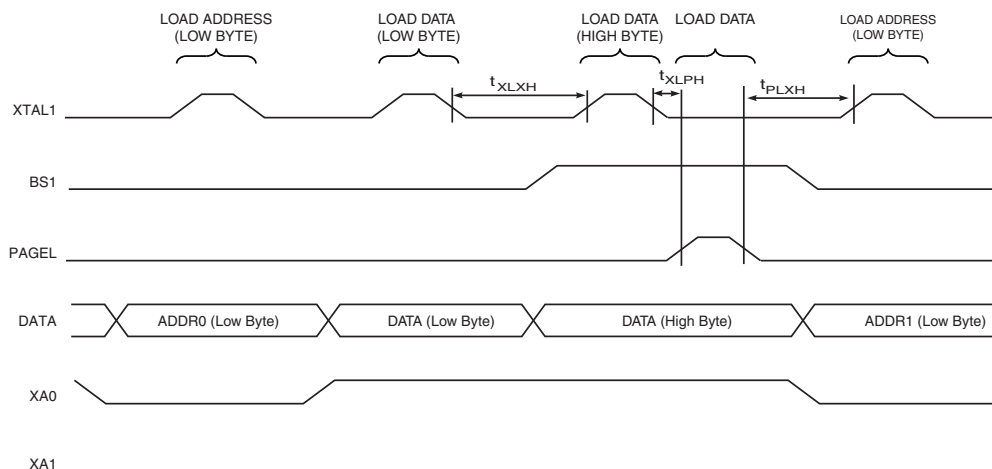 LOAD ADDRESS
(LOW BYTE)
LOAD DATA
(LOW BYTE)
LOAD DATA
(HIGH BYTE)
LOAD DATA
LOAD ADDRESS
(LOW BYTE)
tXLXH
tXLPH
tPLXH
XTAL1
BS1
PAGEL
DATA
ADDR0 (Low Byte)
DATA (Low Byte)
DATA (High Byte)
ADDR1 (Low Byte)
XA0
XA1